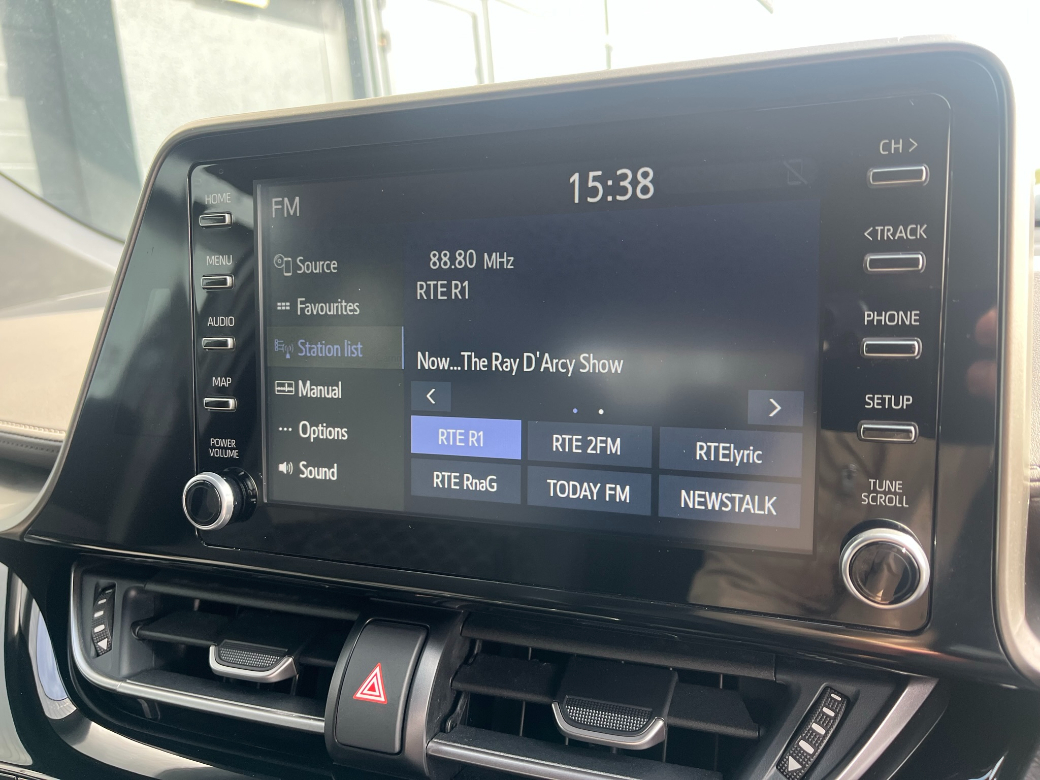 FM
15:38
HOME
MENU
AUDIO
MAP
POWER
VOLUME
Source
Favourites
Station list
Manual
Options
Sound
88.80 MHz
RTE R1
Now...The Ray D'Arcy Show
<
>
RTE R1
RTE 2FM
RTElyric
RTE RnaG
TODAY FM
NEWSTALK
CH >
< TRACK
PHONE
SETUP
TUNE
SCROLL